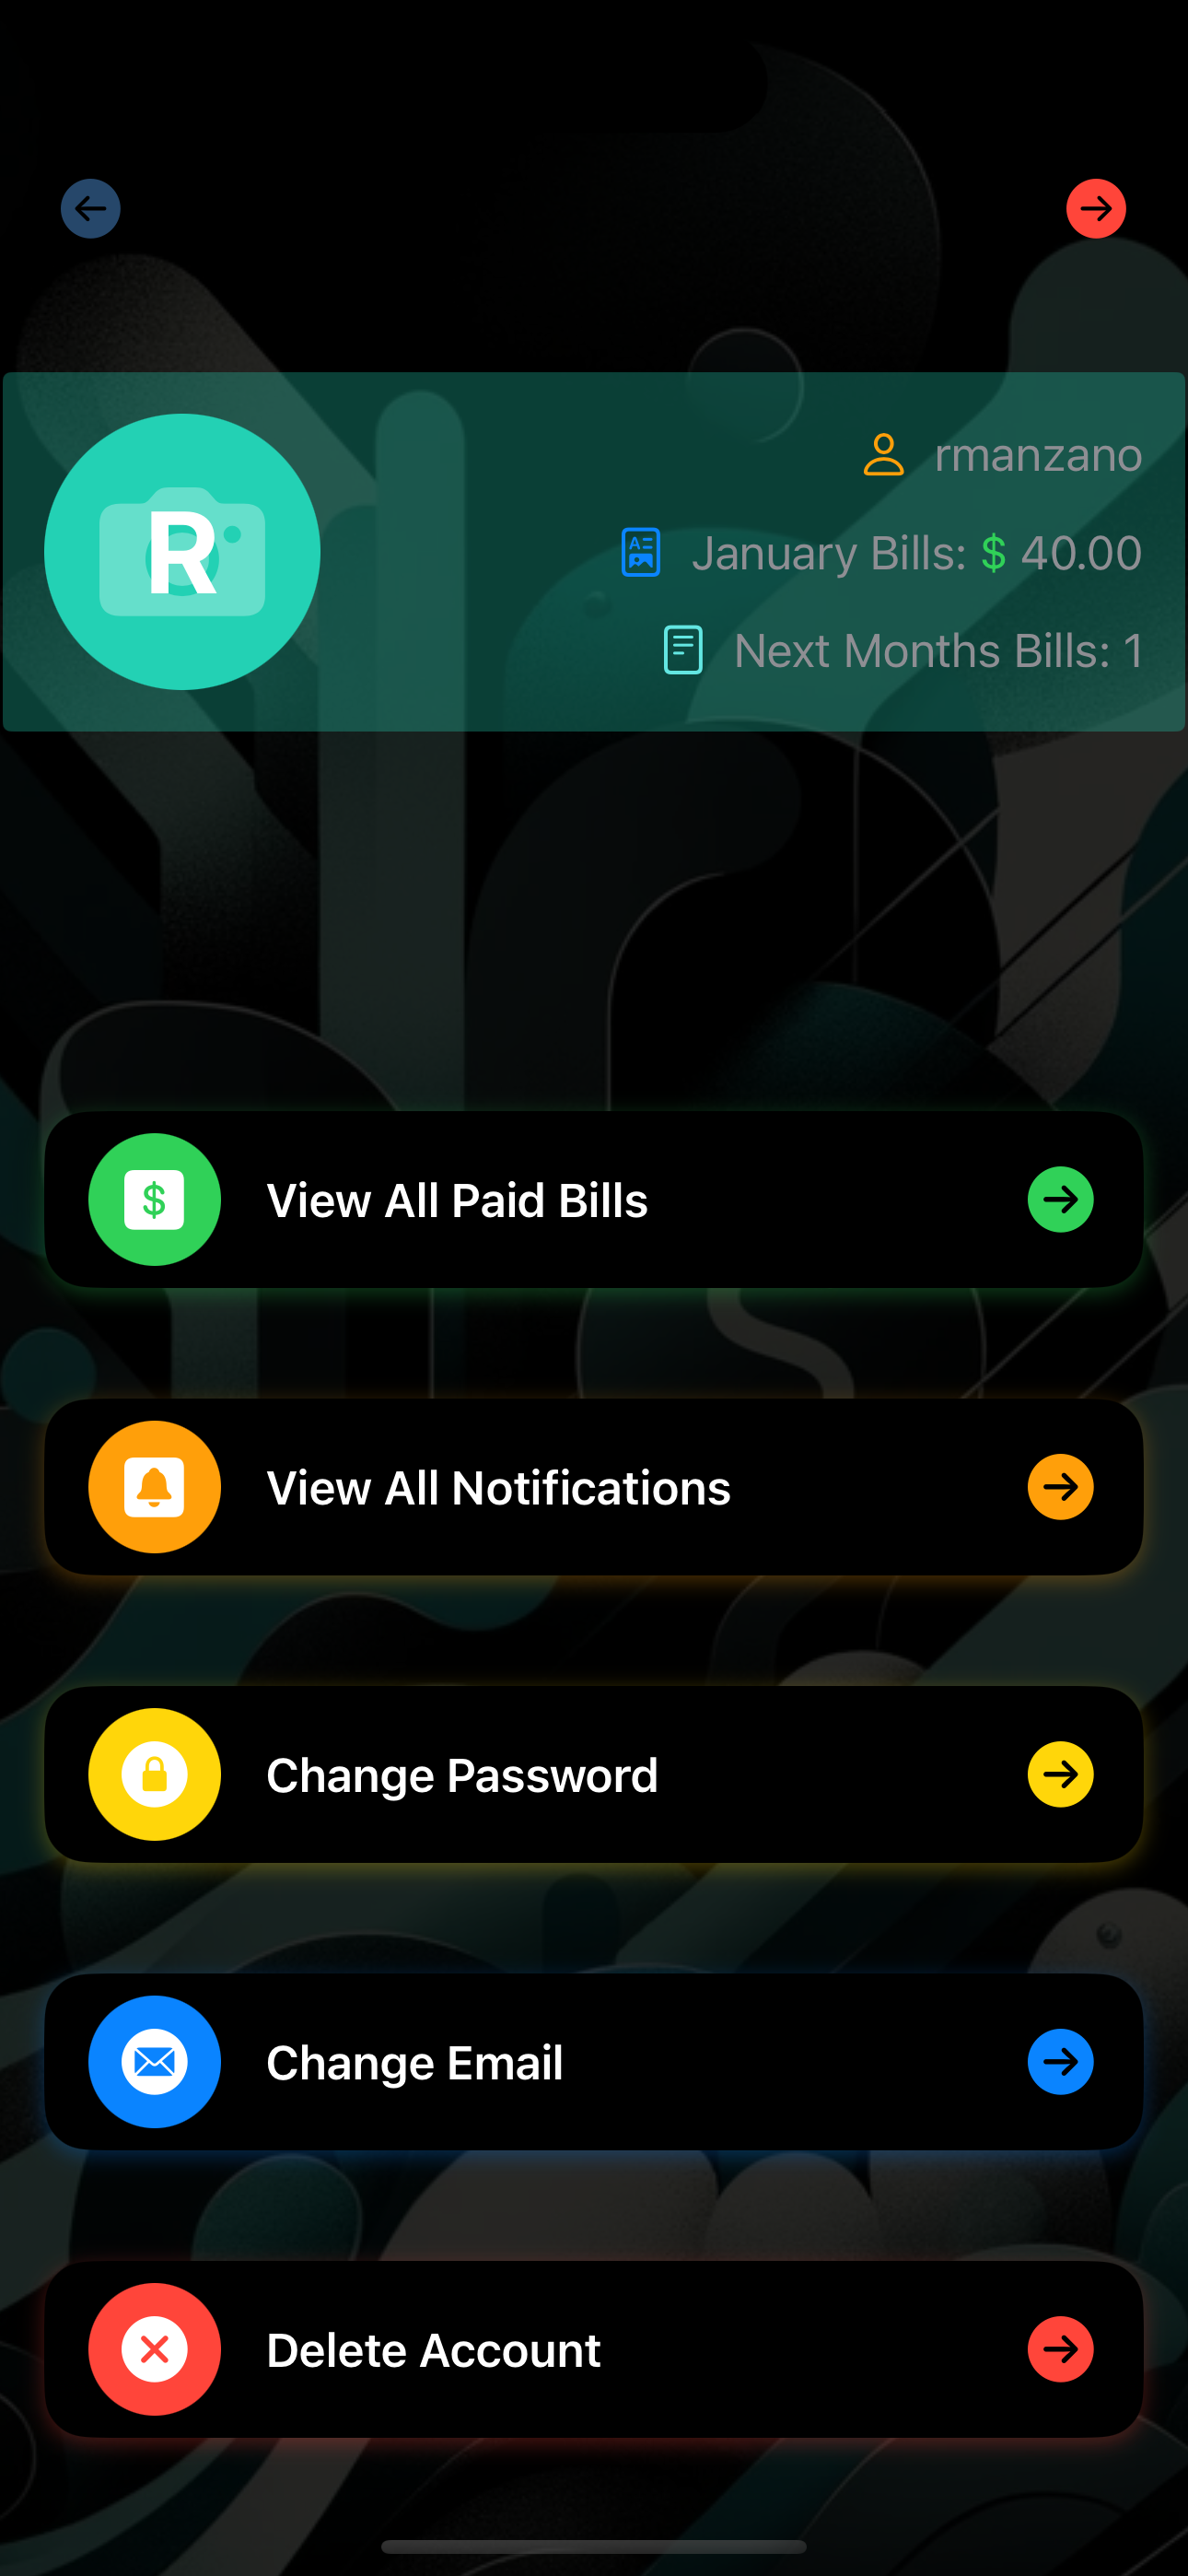 R
rmanzano
January Bills: $ 40.00
Next Months Bills: 1
View All Paid Bills
View All Notifications
Change Password
Change Email
Delete Account